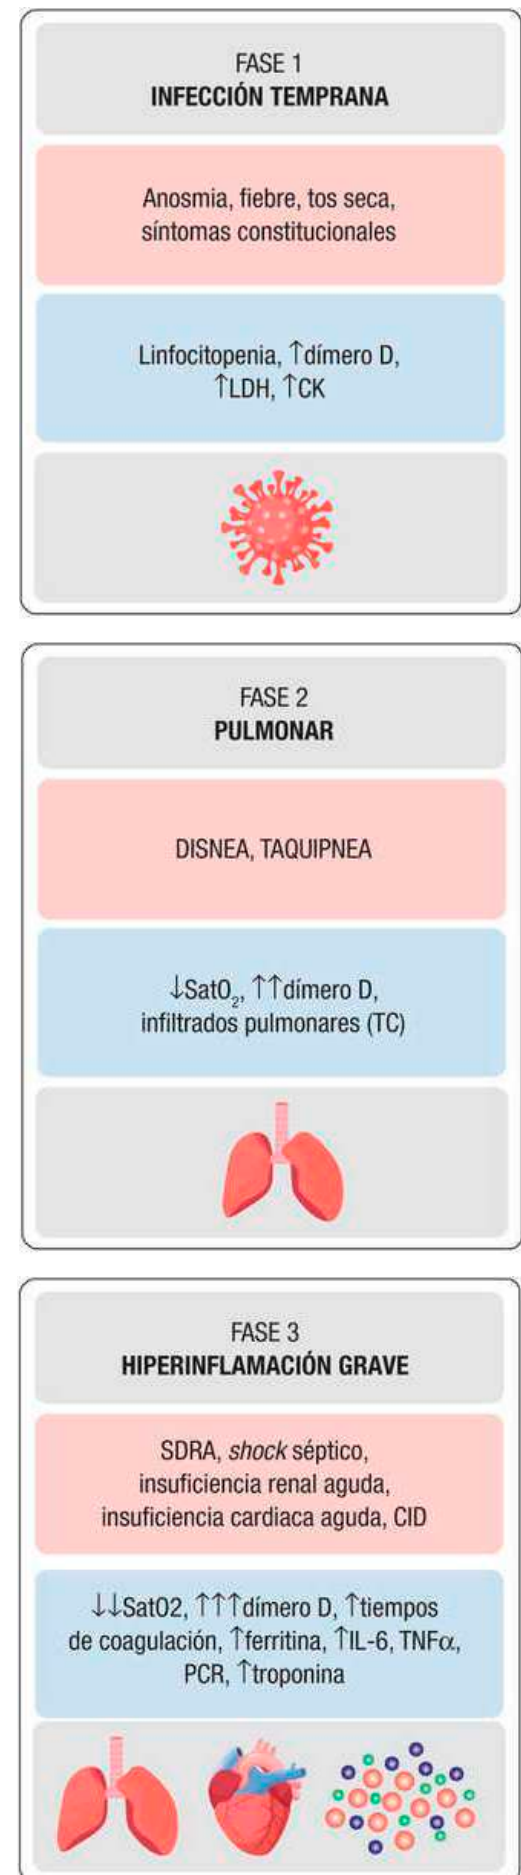 FASE 1
INFECCIÓN TEMPRANA
Anosmia, fiebre, tos seca,
síntomas constitucionales
Linfocitopenia, ↑dímero D,
↑LDH, ↑CK
FASE 2
PULMONAR
DISNEA, TAQUIPNEA
↓SatO₂, ↑↑dímero D,
infiltrados pulmonares (TC)
FASE 3
HIPERINFLAMACIÓN GRAVE
SDRA, shock séptico,
insuficiencia renal aguda,
insuficiencia cardiaca aguda, CID
↓↓SatO2, ↑↑↑dímero D, ↑tiempos
de coagulación, ↑ferritina, ↑IL-6, TNFα,
PCR, ↑troponina